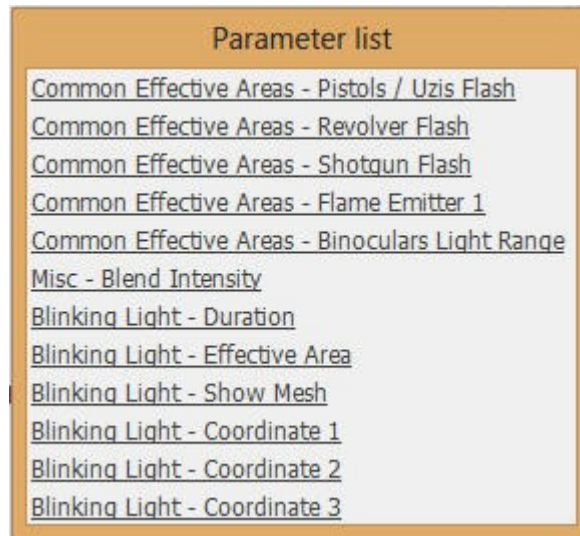 Parameter list
Common Effective Areas - Pistols / Uzis Flash
Common Effective Areas - Revolver Flash
Common Effective Areas - Shotgun Flash
Common Effective Areas - Flame Emitter 1
Common Effective Areas - Binoculars Light Range
Misc - Blend Intensity
Blinking Light - Duration
Blinking Light - Effective Area
Blinking Light - Show Mesh
Blinking Light - Coordinate 1
Blinking Light - Coordinate 2
Blinking Light - Coordinate 3